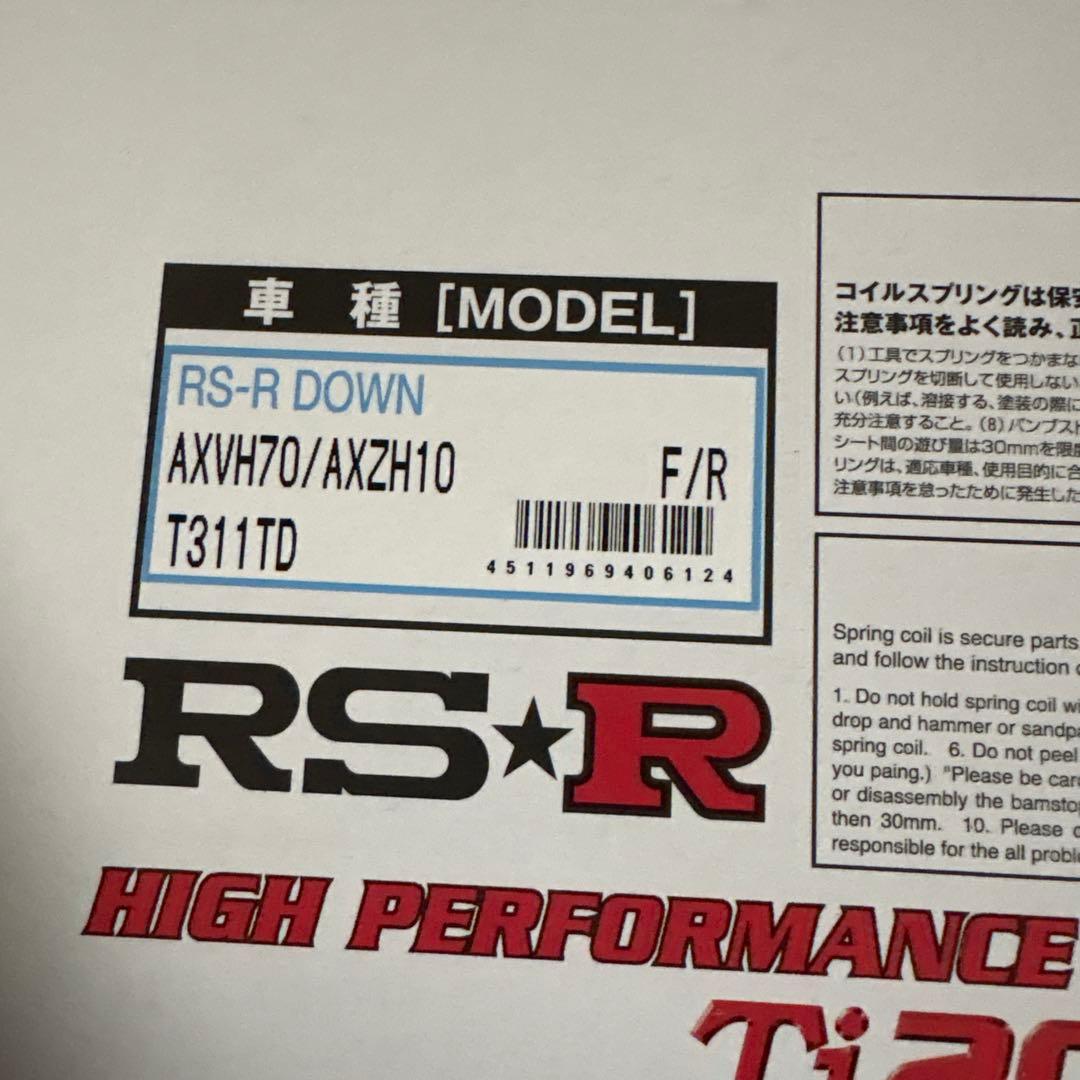 車 種 [MODEL]
RS-R DOWN
AXVH70/AXZH10 F/R
T311TD
4511969406124
RS★R
HIGH PERFORMANCE
Ti20
コイルスプリングは保安
注意事項をよく読み、正
(1)工具でスプリングをつかまな
スプリングを切断して使用しない
い(例えば、溶接する、塗装の際に
充分注意すること。(8)バンプスト
シート間の遊び量は30mmを限度
リングは、適応車種、使用目的に合
注意事項を怠ったために発生した
Spring coil is secure parts
and follow the instruction
1. Do not hold spring coil
drop and hammer or sandpa
spring coil. 6. Do not peel
you paing.) "Please be care
or disassembly the bamsto
then 30mm. 10. Please
responsible for the all proble